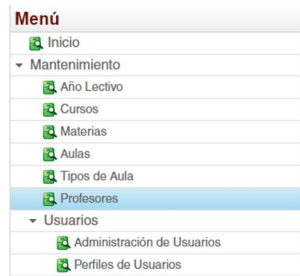 Menú
Inicio
Mantenimiento
Año Lectivo
Cursos
Materias
Aulas
Tipos de Aula
Profesores
Usuarios
Administración de Usuarios
Perfiles de Usuarios